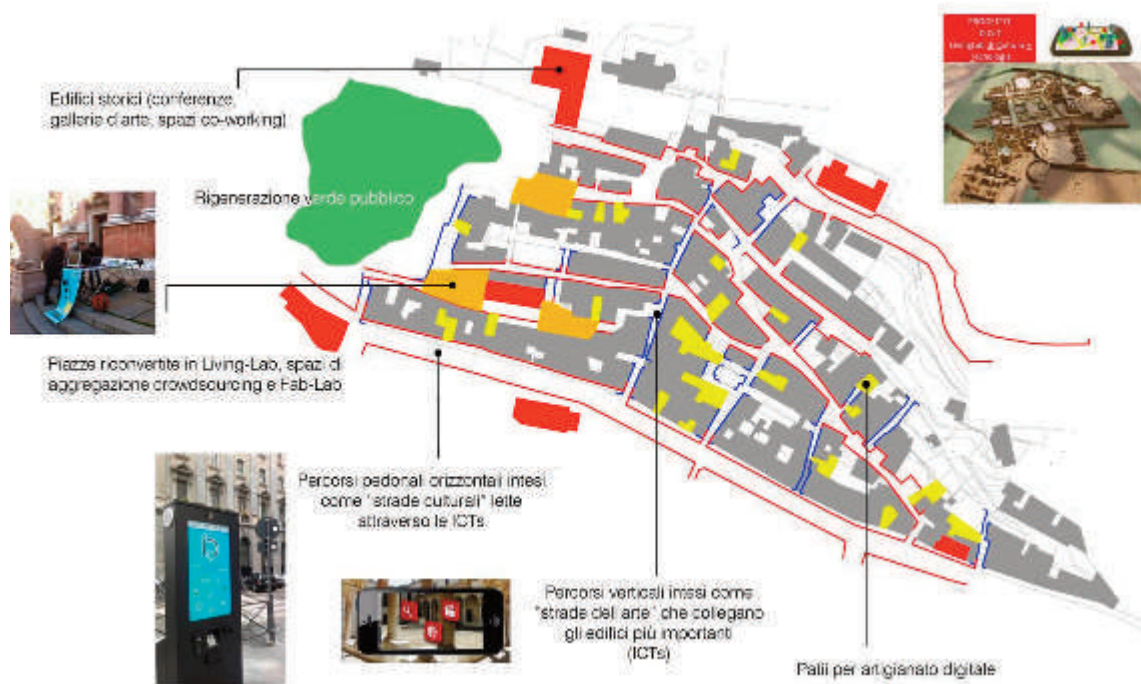 Edifici storici (conferenze,
gallerie d'arte, spazi co-working)
Rigenerazione verde pubblico
Piazze riconvertite in Living-Lab, spazi di
aggregazione crowdsourcing e Fab-Lab
Percorsi pedonali orizzontali intesi
come "strade culturali" lette
attraverso le ICTs
Percorsi verticali intesi come
"strade dell'arte" che collegano
gli edifici più importanti
(ICTs)
Patii per artigianato digitale